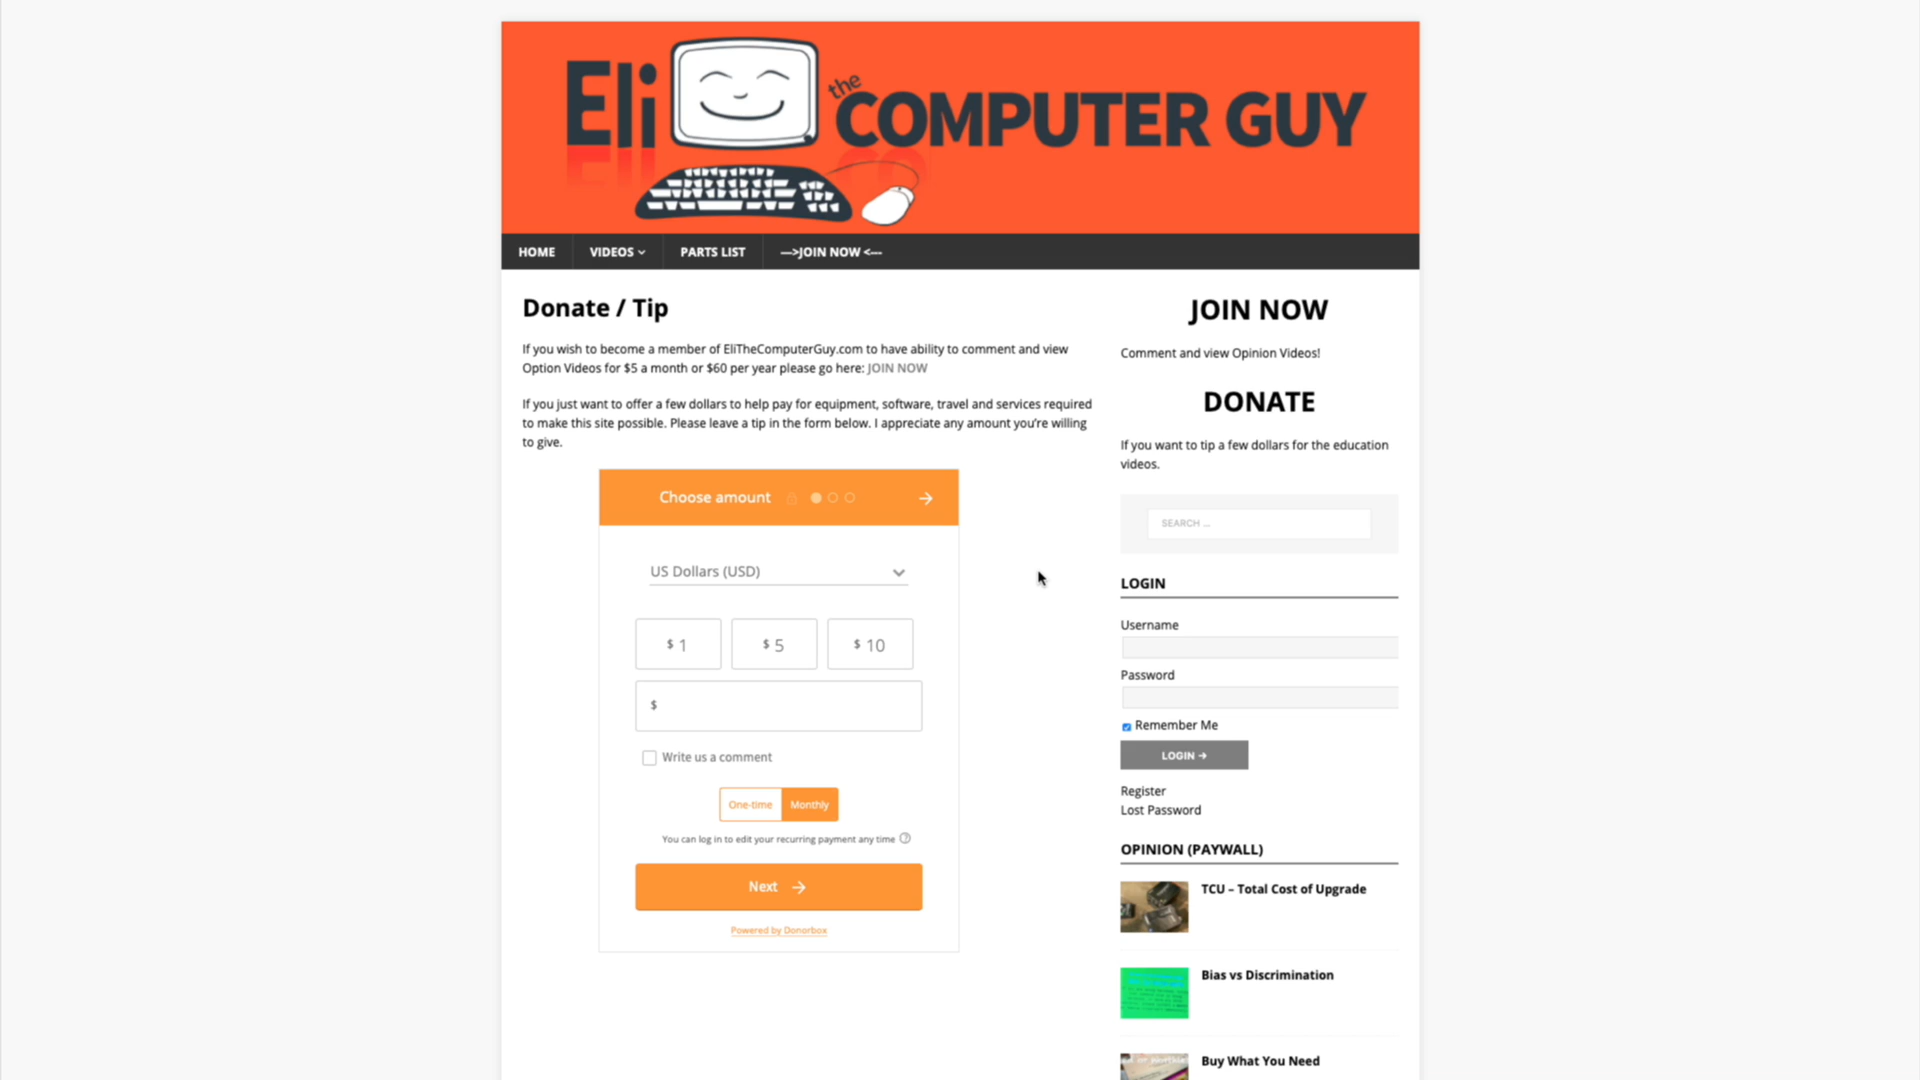 Eli the COMPUTER GUY
HOME
VIDEOS
PARTS LIST
--->JOIN NOW <---
Donate / Tip
If you wish to become a member of EliTheComputerGuy.com to have ability to comment and view
Option Videos for $5 a month or $60 per year please go here: JOIN NOW
If you just want to offer a few dollars to help pay for equipment, software, travel and services required
to make this site possible. Please leave a tip in the form below. I appreciate any amount you’re willing
to give.
Choose amount
US Dollars (USD)
$ 1
$ 5
$ 10
$
Write us a comment
One-time
Monthly
You can log in to edit your recurring payment any time
Next
Powered by Donorbox
JOIN NOW
Comment and view Opinion Videos!
DONATE
If you want to tip a few dollars for the education
videos.
SEARCH ...
LOGIN
Username
Password
Remember Me
LOGIN →
Register
Lost Password
OPINION (PAYWALL)
TCU – Total Cost of Upgrade
Bias vs Discrimination
Buy What You Need